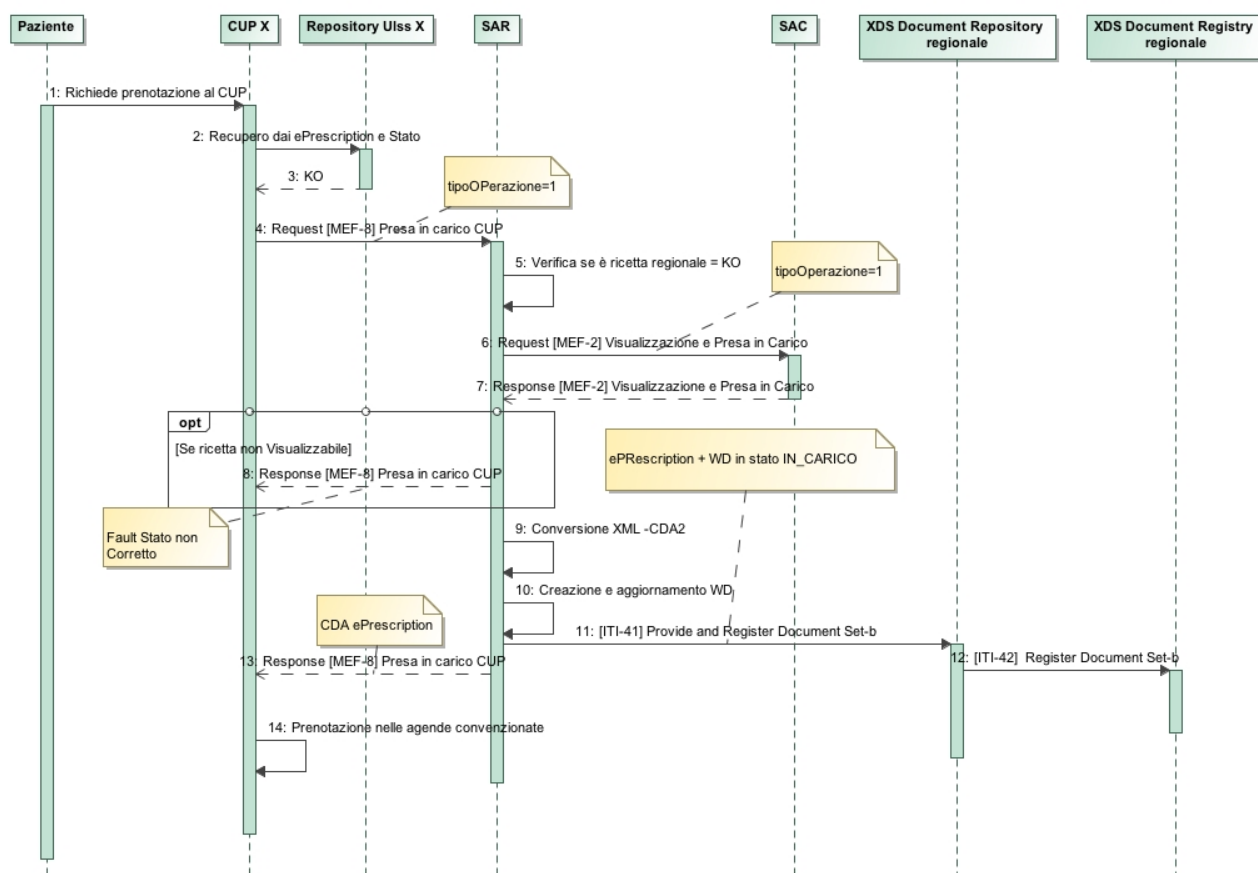 Paziente
CUP X
Repository Ulss X
SAR
SAC
XDS Document Repository
regionale
XDS Document Registry
regionale
1: Richiede prenotazione al CUP
2: Recupero dai ePrescription e Stato
3: KO
tipoOPerazione=1
4: Request [MEF-8] Presa in carico CUP
5: Verifica se è ricetta regionale = KO
tipoOperazione=1
6: Request [MEF-2] Visualizzazione e Presa in Carico
7: Response [MEF-2] Visualizzazione e Presa in Carico
opt
[Se ricetta non Visualizzabile]
ePRescription + WD in stato IN_CARICO
8: Response [MEF-8] Presa in carico CUP
Fault Stato non
Corretto
9: Conversione XML -CDA2
10: Creazione e aggiornamento WD
CDA ePrescription
11: [ITI-41] Provide and Register Document Set-b
12: [ITI-42] Register Document Set-b
13: Response [MEF-8] Presa in carico CUP
14: Prenotazione nelle agende convenzionate